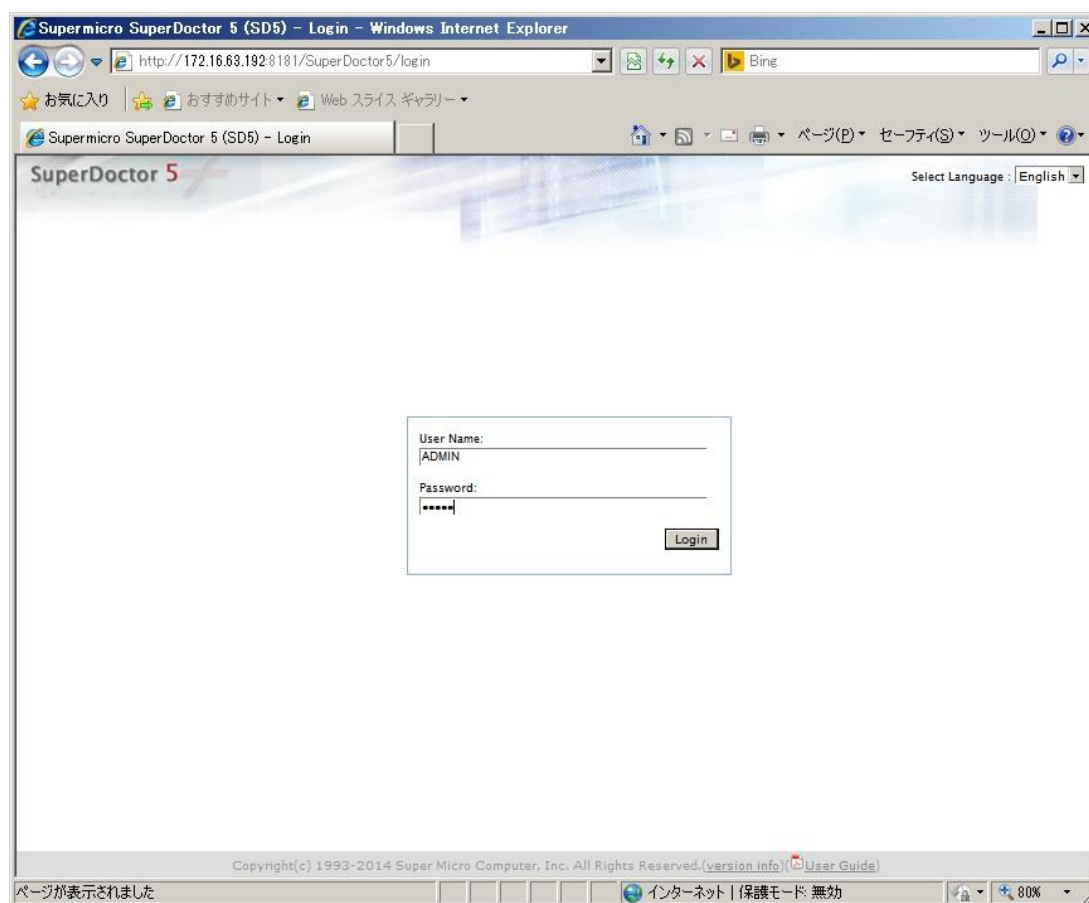 Supermicro SuperDoctor 5 (SD5) - Login - Windows Internet Explorer
http://172.16.63.192:8181/SuperDoctor5/login
Bing
お気に入り
おすすめサイト
Web スライス ギャラリー
Supermicro SuperDoctor 5 (SD5) - Login
ページ(P)
セーフティ(S)
ツール(O)
SuperDoctor 5
Select Language : English
User Name:
ADMIN
Password:
•••••
Login
Copyright(c) 1993-2014 Super Micro Computer, Inc. All Rights Reserved.(version info)(User Guide)
ページが表示されました
インターネット | 保護モード: 無効
80%